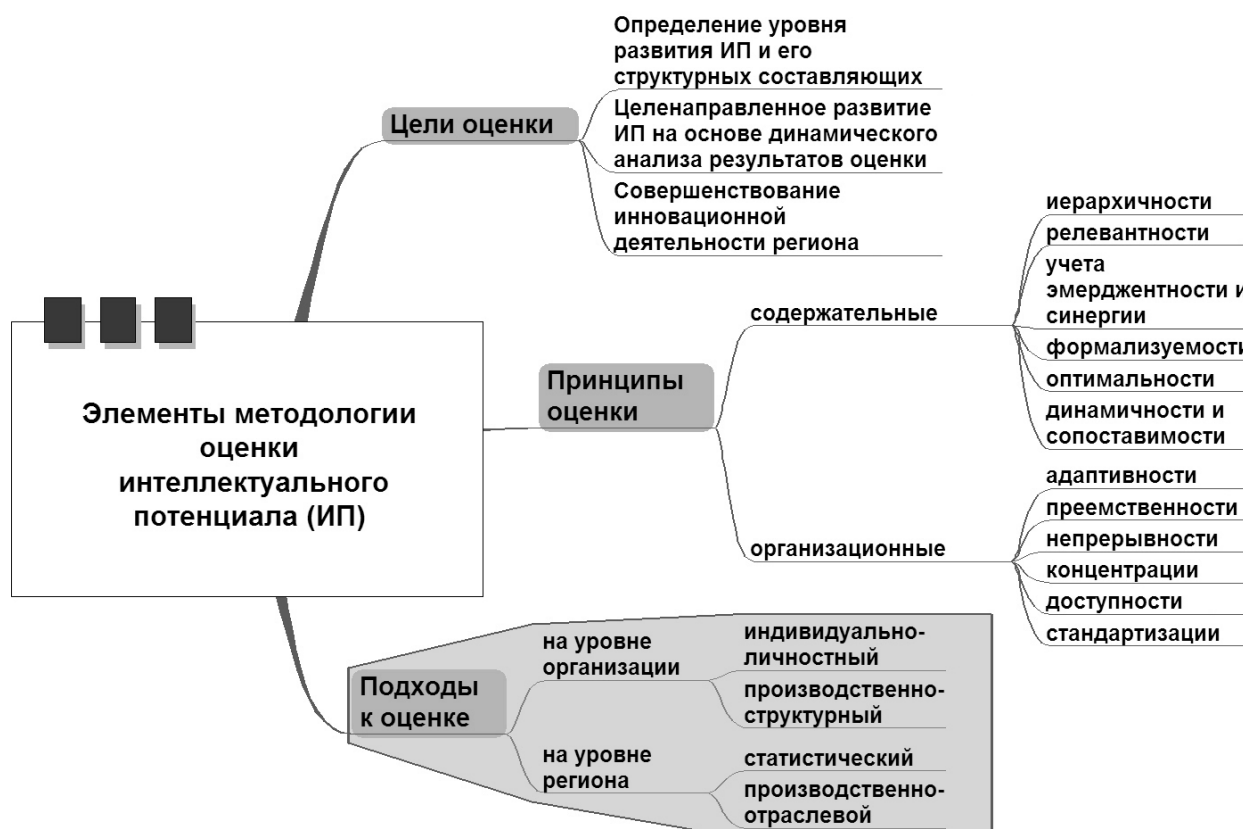 Элементы методологии
оценки
интеллектуального
потенциала (ИП)
Цели оценки
Определение уровня
развития ИП и его
структурных составляющих
Целенаправленное развитие
ИП на основе динамического
анализа результатов оценки
Совершенствование
инновационной
деятельности региона
Принципы
оценки
содержательные
иерархичности
релевантности
учета
эмерджентности и
синергии
формализуемости
оптимальности
динамичности и
сопоставимости
организационные
адаптивности
преемственности
непрерывности
концентрации
доступности
стандартизации
Подходы
к оценке
на уровне
организации
индивидуально-
личностный
производственно-
структурный
на уровне
региона
статистический
производственно-
отраслевой